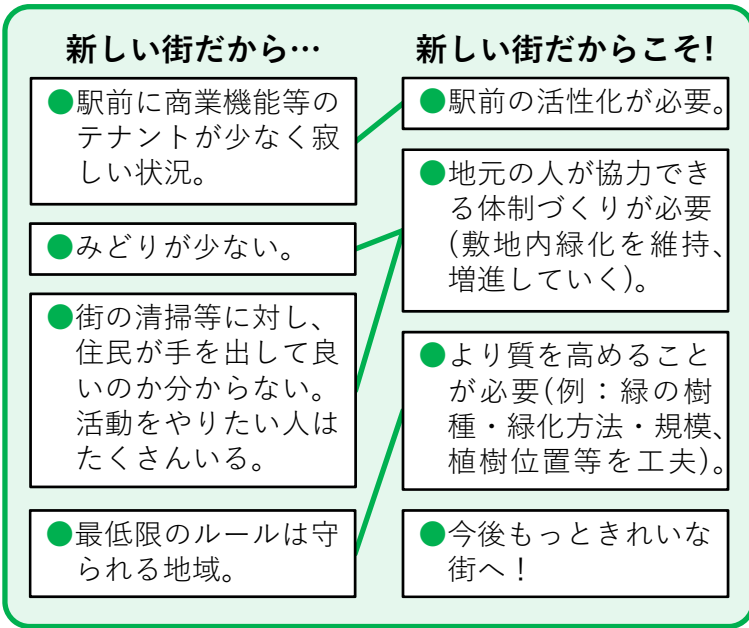 新しい街だから…
●駅前に商業機能等の
テナントが少なく寂
しい状況。
●みどりが少ない。
●街の清掃等に対し、
住民が手を出して良
いのか分からない。
活動をやりたい人は
たくさんいる。
●最低限のルールは守
られる地域。
新しい街だからこそ!
●駅前の活性化が必要。
●地元の人が協力でき
る体制づくりが必要
(敷地内緑化を維持、
増進していく)。
●より質を高めること
が必要(例：緑の樹
種・緑化方法・規模、
植樹位置等を工夫)。
●今後もっときれいな
街へ！